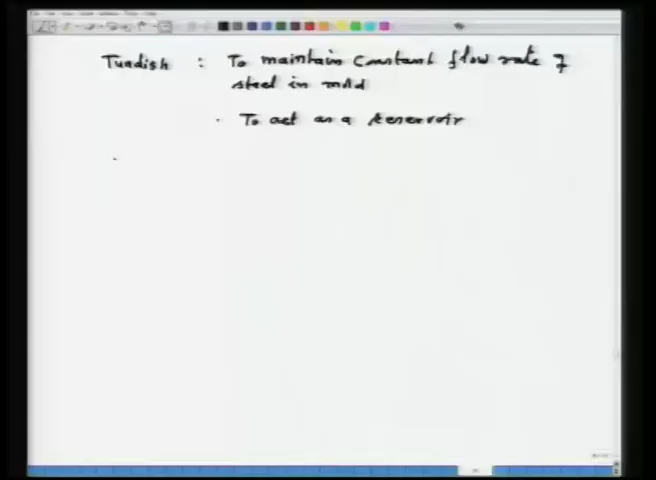 Tundish : To maintain constant flow rate of
steel in mold
. To act as a reservoir